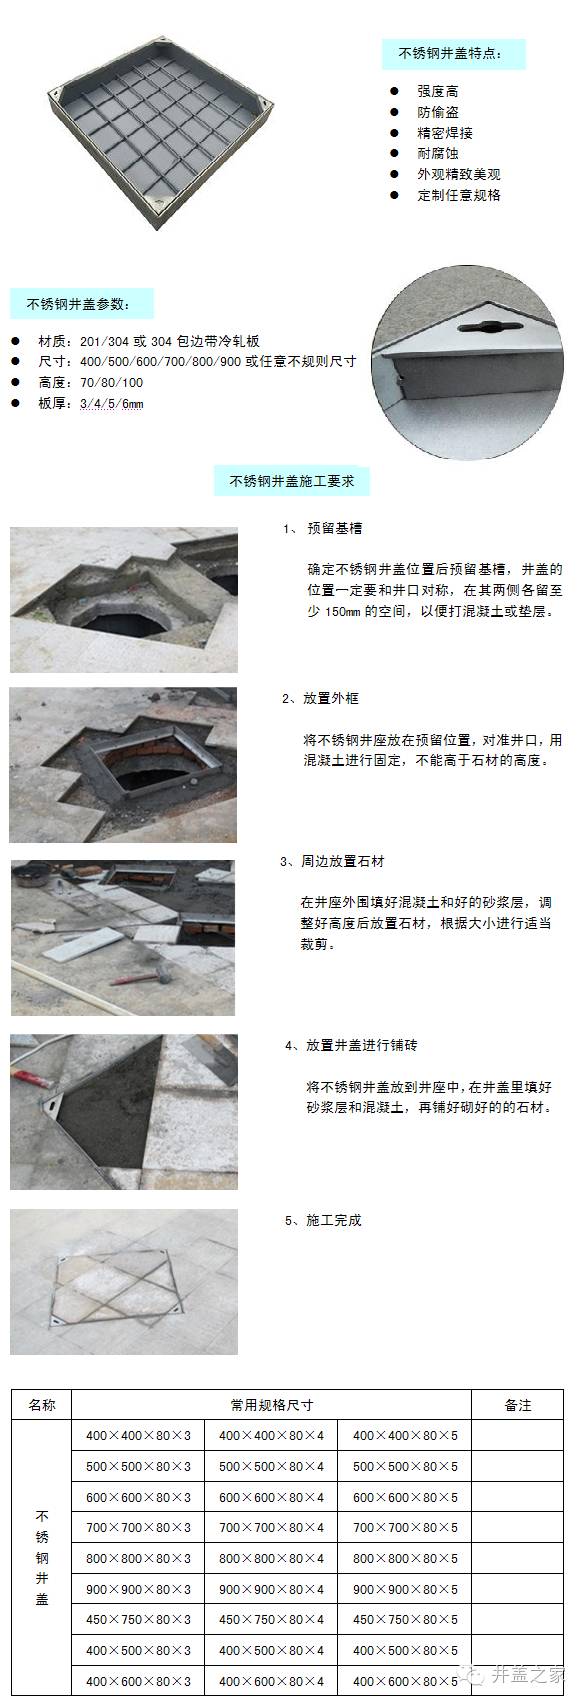 不锈钢井盖特点：
● 强度高
● 防偷盗
● 精密焊接
● 耐腐蚀
● 外观精致美观
● 定制任意规格
不锈钢井盖参数：
● 材质：201/304 或 304 包边带冷轧板
● 尺寸：400/500/600/700/800/900 或任意不规则尺寸
● 高度：70/80/100
● 板厚：3/4/5/6mm
不锈钢井盖施工要求
1、 预留基槽
确定不锈钢井盖位置后预留基槽，井盖的
位置一定要和井口对称，在其两侧各留至
少 150mm 的空间，以便打混凝土或垫层。
2、放置外框
将不锈钢井座放在预留位置，对准井口，用
混凝土进行固定，不能高于石材的高度。
3、周边放置石材
在井座外围填好混凝土和好的砂浆层，调
整好高度后放置石材，根据大小进行适当
裁剪。
4、放置井盖进行铺砖
将不锈钢井盖放到井座中，在井盖里填好
砂浆层和混凝土，再铺好砌好的的石材。
5、施工完成
名称 常用规格尺寸 备注
不锈钢井盖
400×400×80×3 400×400×80×4 400×400×80×5
500×500×80×3 500×500×80×4 500×500×80×5
600×600×80×3 600×600×80×4 600×600×80×5
700×700×80×3 700×700×80×4 700×700×80×5
800×800×80×3 800×800×80×4 800×800×80×5
900×900×80×3 900×900×80×4 900×900×80×5
450×750×80×3 450×750×80×4 450×750×80×5
400×500×80×3 400×500×80×4 400×500×80×5
400×600×80×3 400×600×80×4 400×600×80×5
井盖之家